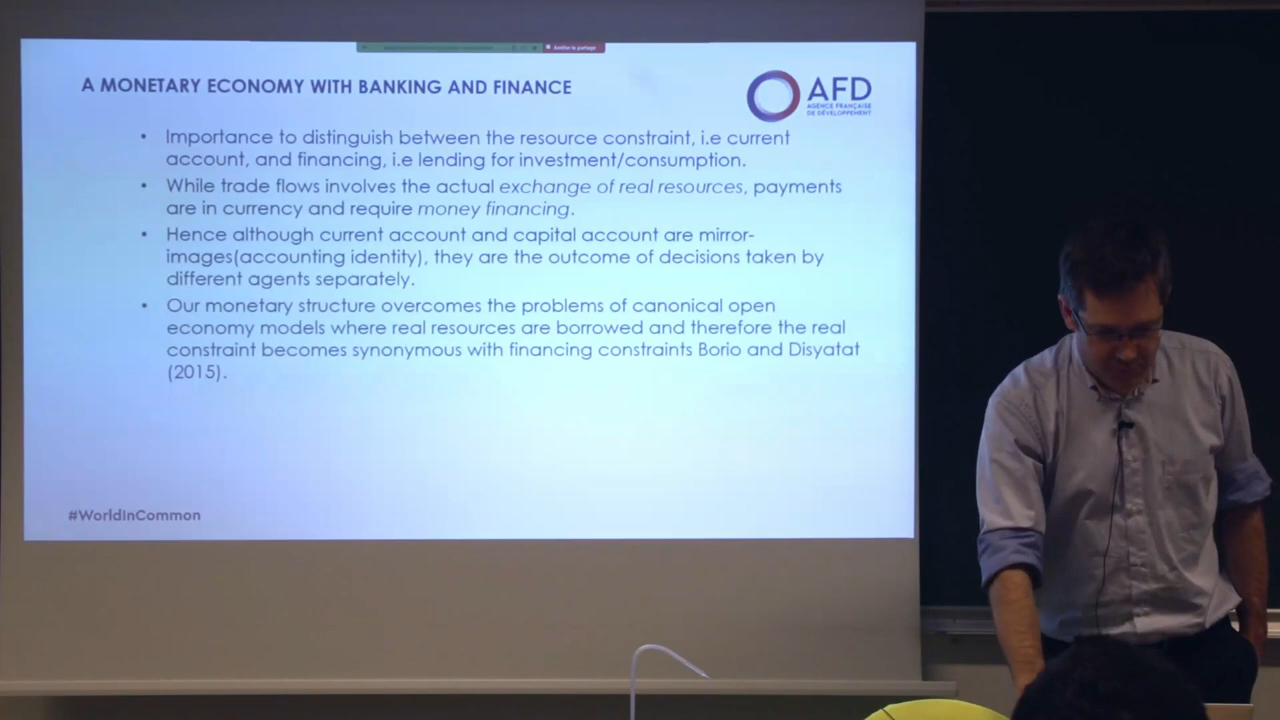 Arrêter le partage
A MONETARY ECONOMY WITH BANKING AND FINANCE
AFD
AGENCE FRANÇAISE
DE DÉVELOPPEMENT
• Importance to distinguish between the resource constraint, i.e current
account, and financing, i.e lending for investment/consumption.
• While trade flows involves the actual exchange of real resources, payments
are in currency and require money financing.
• Hence although current account and capital account are mirror-
images(accounting identity), they are the outcome of decisions taken by
different agents separately.
• Our monetary structure overcomes the problems of canonical open
economy models where real resources are borrowed and therefore the real
constraint becomes synonymous with financing constraints Borio and Disyatat
(2015).
#WorldInCommon